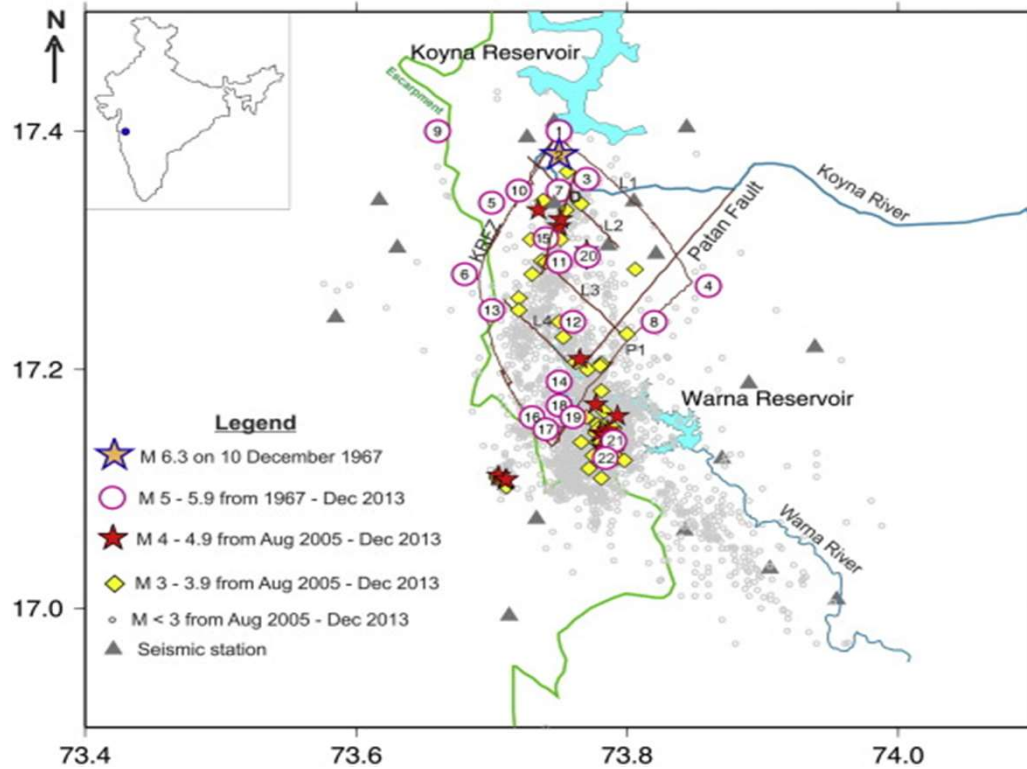 N
Koyna Reservoir
Escarpment
17.4
9
1
2
3
L1
10
7
D
5
Koyna River
KRFZ
L2
Patan Fault
15
20
11
6
4
L3
13
L4
12
8
P1
17.2
14
18
16
19
17
21
22
Warna Reservoir
Warna River
Legend
M 6.3 on 10 December 1967
M 5 - 5.9 from 1967 - Dec 2013
M 4 - 4.9 from Aug 2005 - Dec 2013
M 3 - 3.9 from Aug 2005 - Dec 2013
M < 3 from Aug 2005 - Dec 2013
Seismic station
17.0
73.4
73.6
73.8
74.0